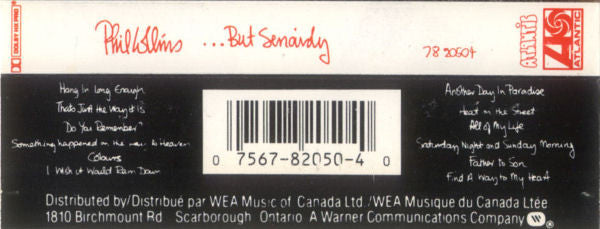 DOLBY HX PRO
Phil Collins ...But Seriously
78 20504
ATLANTIC
ATLANTIC
Hang In Long Enough
That's Just the Way it is
Do You Remember?
Something happened on the way to Heaven
Colours
I Wish it Would Rain Down
0 7567-82050-4 0
Another Day In Paradise
Heat on the Street
All of My Life
Saturday Night and Sunday Morning
Father to Son
Find A Way to My Heart
Distributed by/Distribué par WEA Music of Canada Ltd./WEA Musique du Canada Ltée
1810 Birchmount Rd Scarborough Ontario A Warner Communications Company W ®